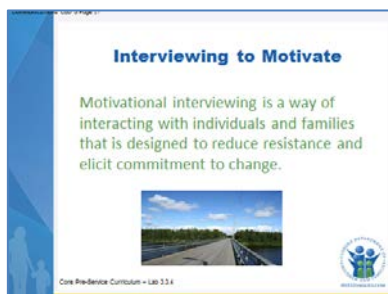 Interviewing to Motivate
Motivational interviewing is a way of
interacting with individuals and families
that is designed to reduce resistance and
elicit commitment to change.
Core Pre-Service Curriculum – Lab 3.3.4